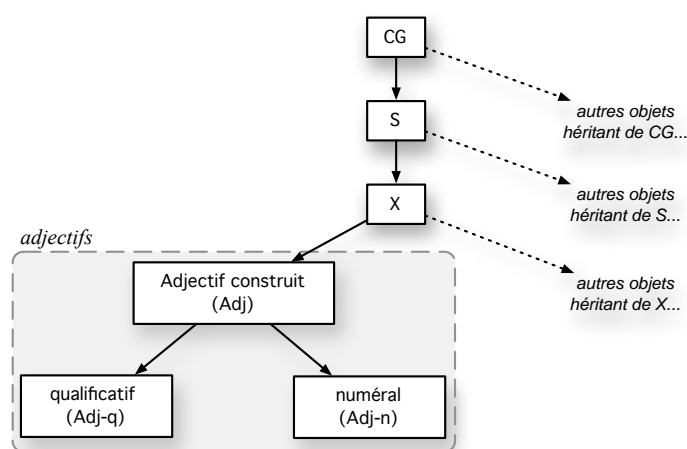 CG
autres objets
héritant de CG...
S
autres objets
héritant de S...
X
adjectifs
Adjectif construit
(Adj)
autres objets
héritant de X...
qualificatif
(Adj-q)
numéral
(Adj-n)